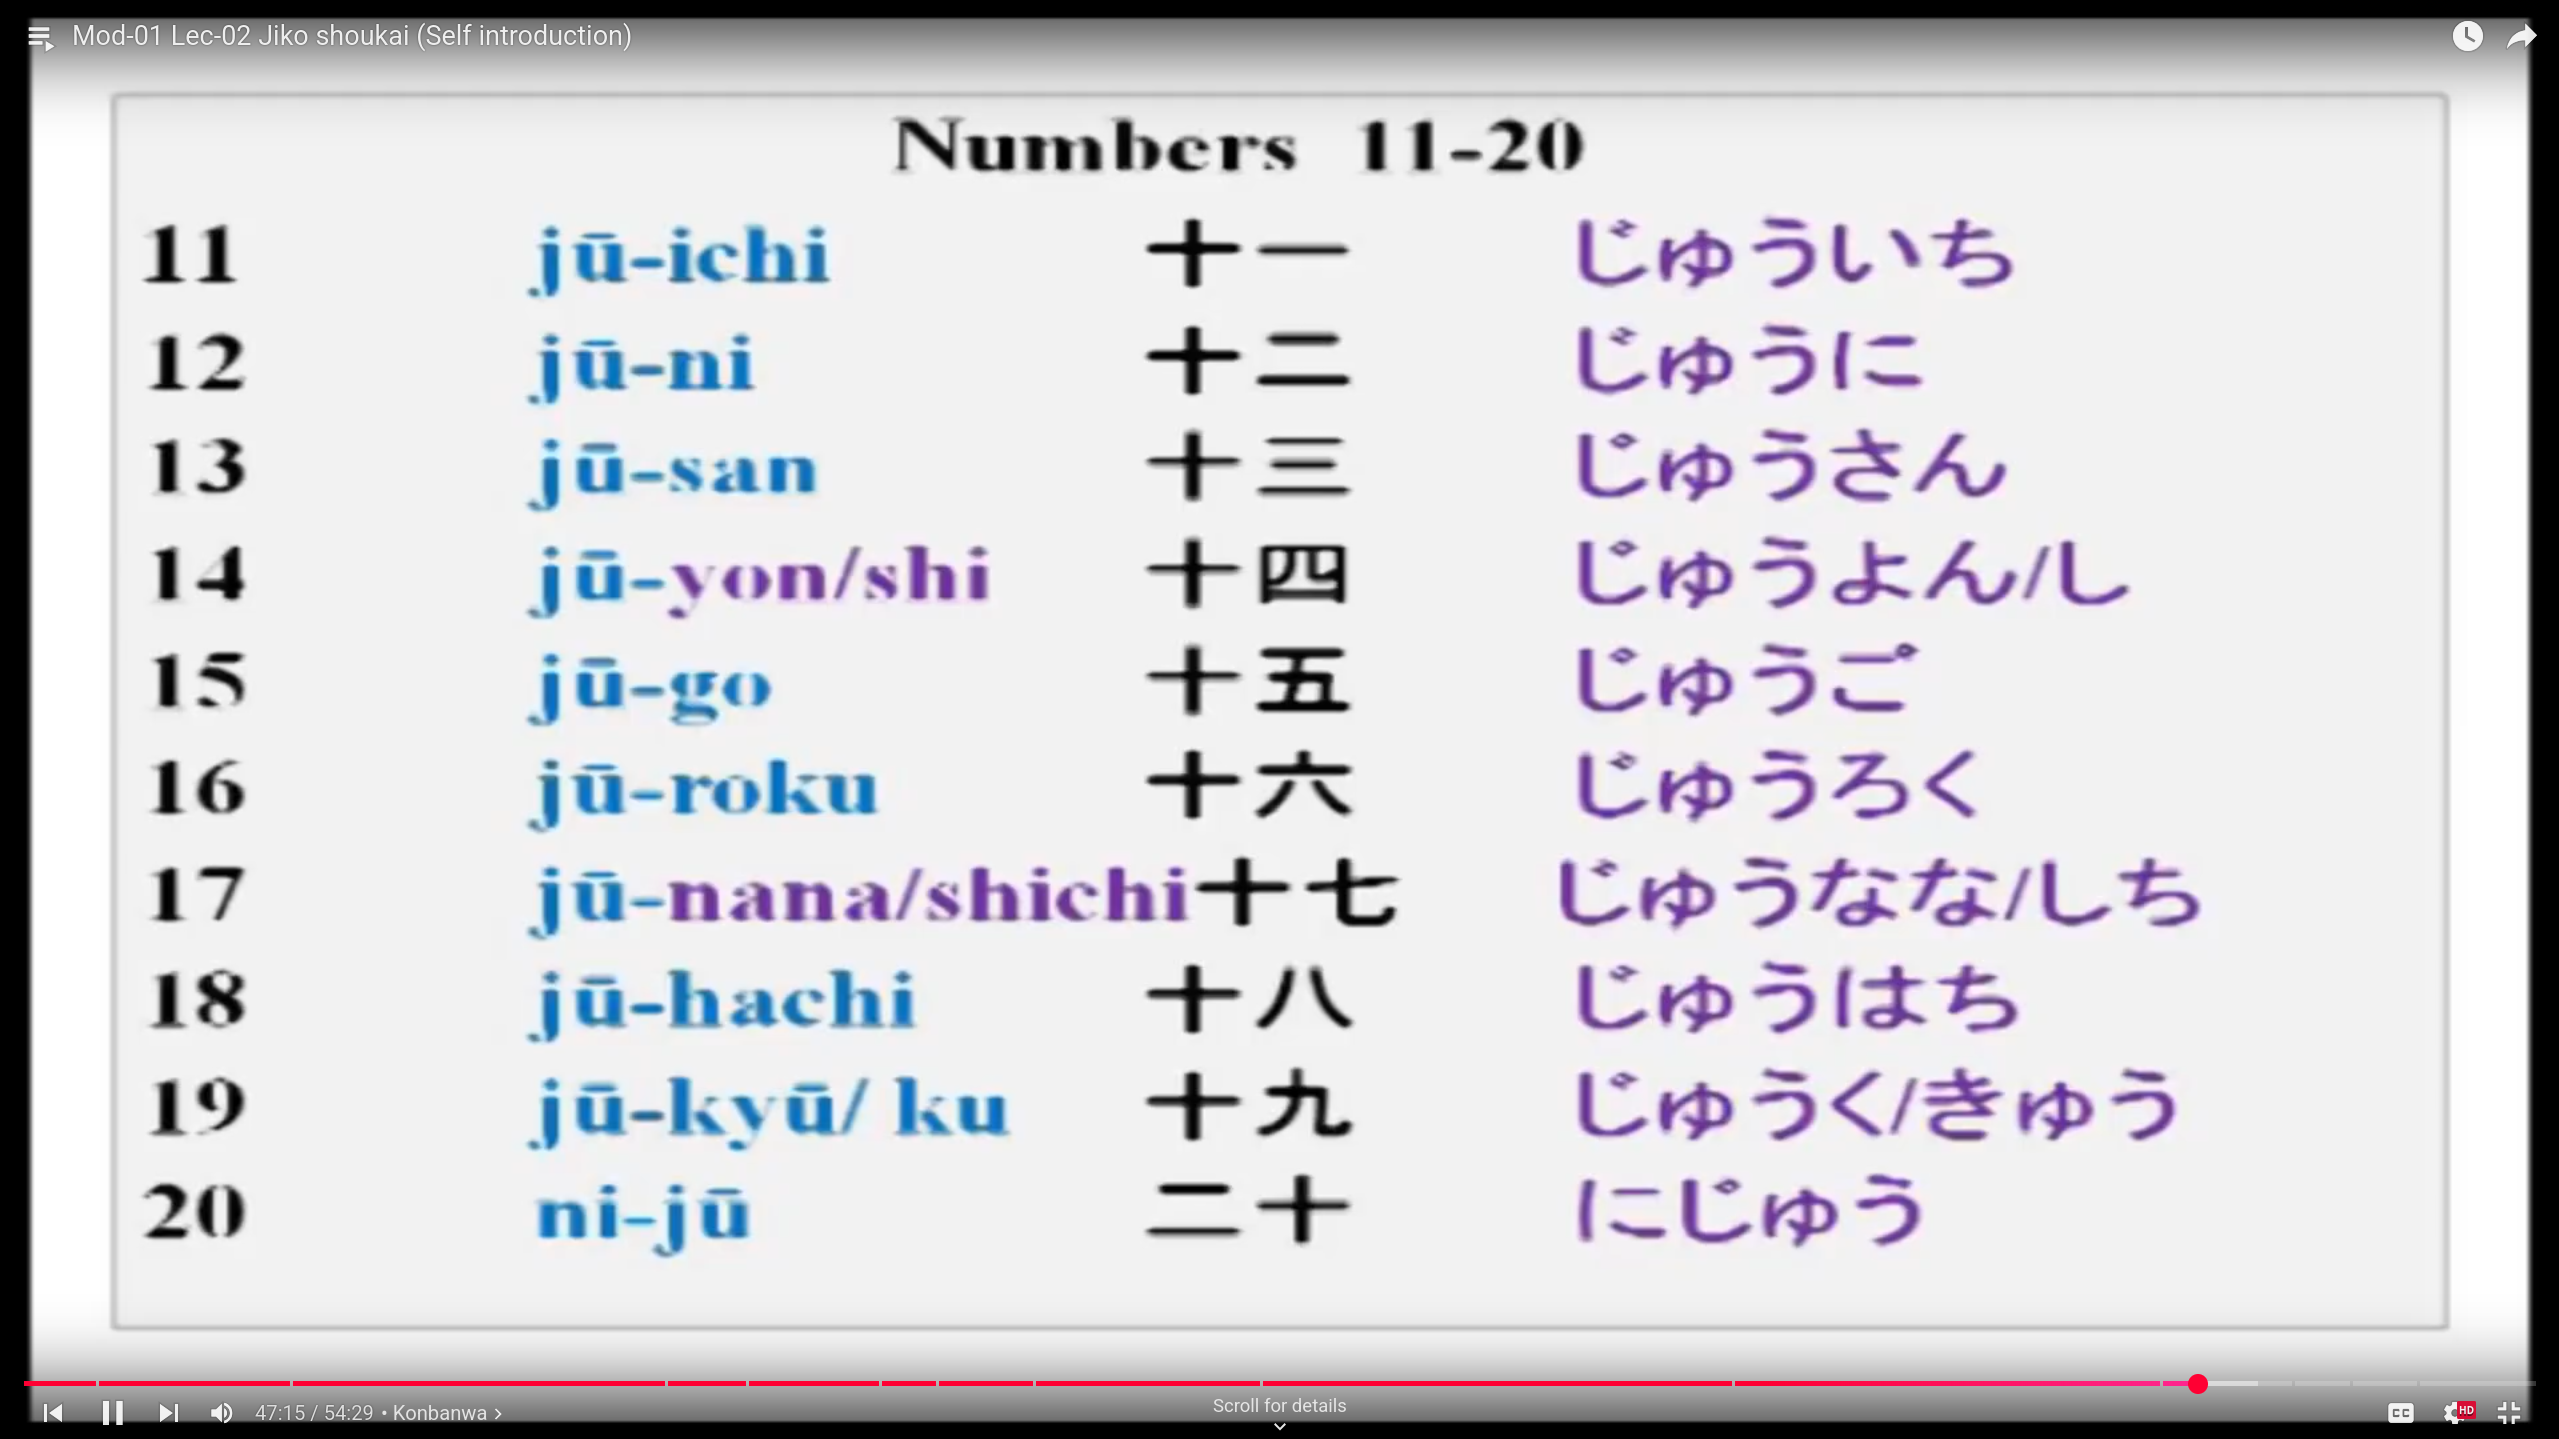 Mod-01 Lec-02 Jiko shoukai (Self introduction)
Numbers 11-20
11 jū-ichi 十一 じゅういち
12 jū-ni 十二 じゅうに
13 jū-san 十三 じゅうさん
14 jū-yon/shi 十四 じゅうよん/し
15 jū-go 十五 じゅうご
16 jū-roku 十六 じゅうろく
17 jū-nana/shichi 十七 じゅうなな/しち
18 jū-hachi 十八 じゅうはち
19 jū-kyū/ ku 十九 じゅうく/きゅう
20 ni-jū 二十 にじゅう
Scroll for details
47:15 / 54:29 • Konbanwa CC HD